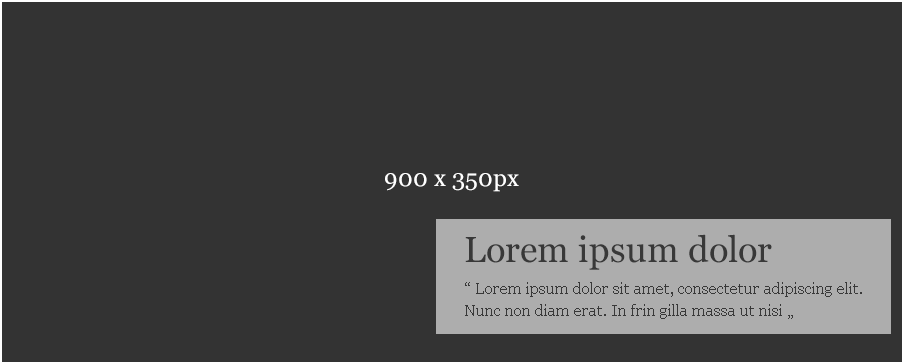 900 x 350px
Lorem ipsum dolor
“ Lorem ipsum dolor sit amet, consectetur adipiscing elit.
Nunc non diam erat. In frin gilla massa ut nisi „